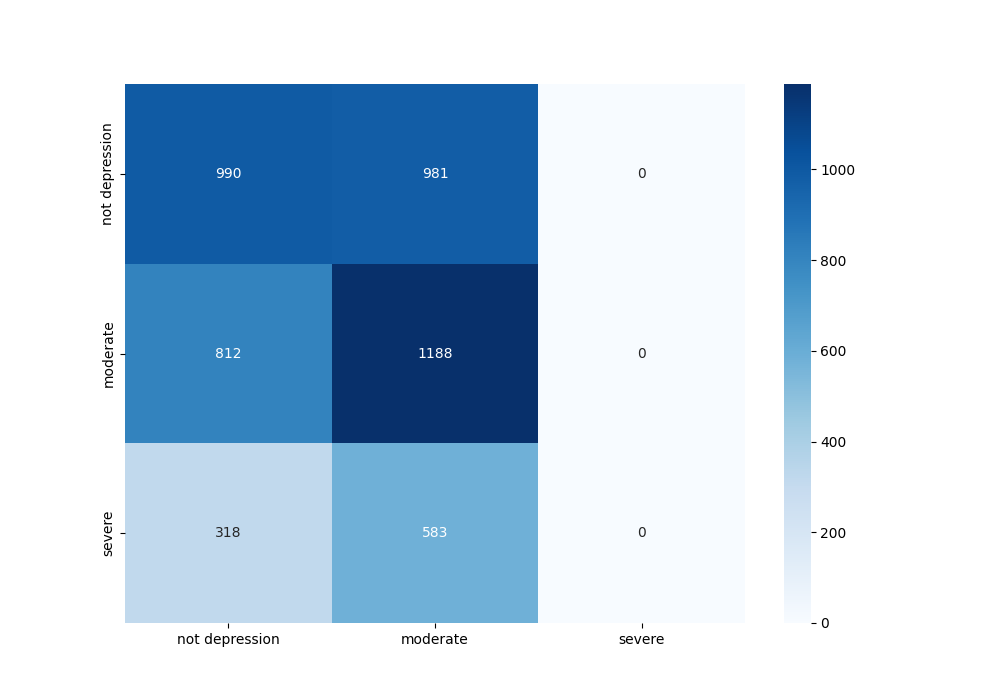 not depression
990
981
0
1000
800
moderate
812
1188
0
600
400
severe
318
583
0
200
0
not depression
moderate
severe